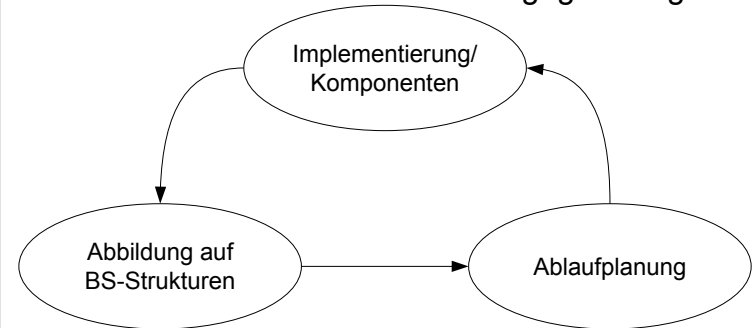 Implementierung/
Komponenten
Abbildung auf
BS-Strukturen
Ablaufplanung